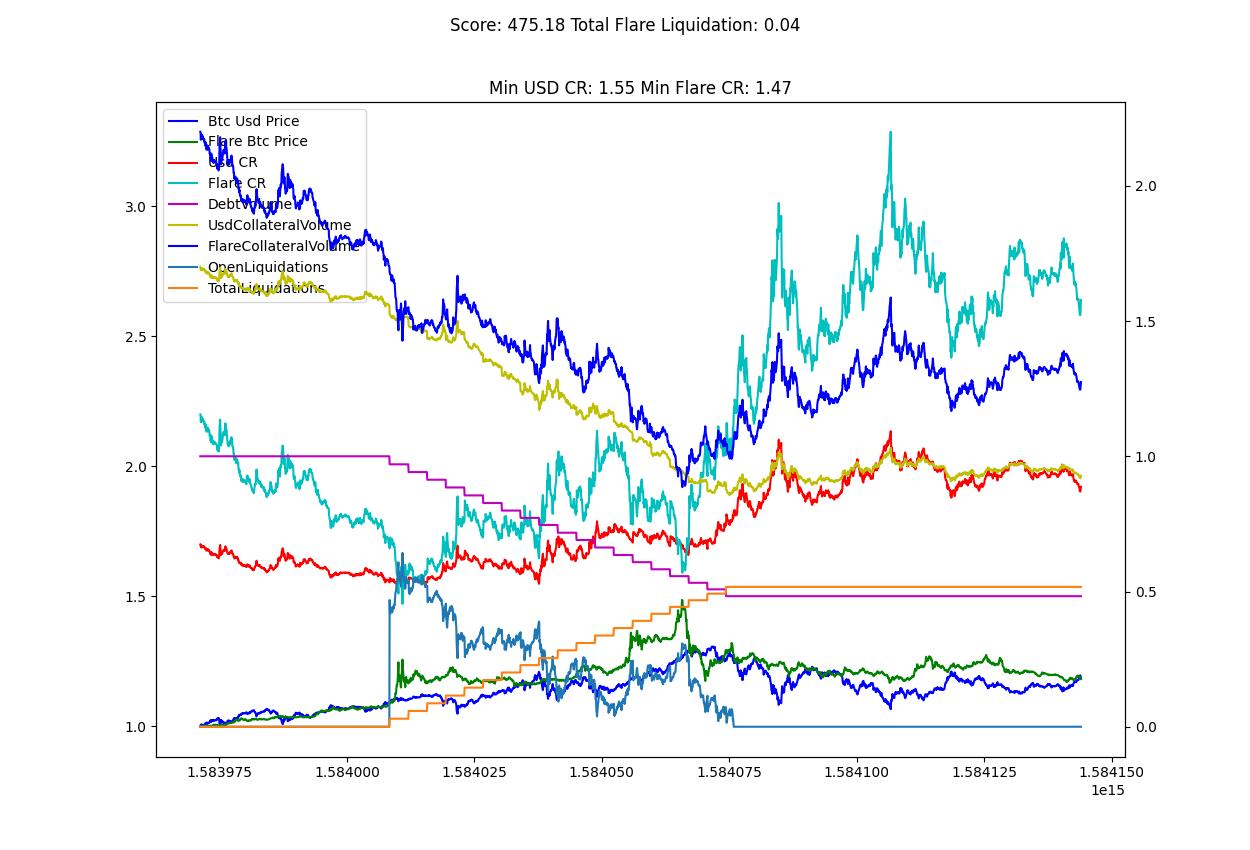 Score: 475.18 Total Flare Liquidation: 0.04
Min USD CR: 1.55 Min Flare CR: 1.47
Btc Usd Price
Flare Btc Price
Usd CR
Flare CR
DebtVolume
UsdCollateralVolume
FlareCollateralVolume
OpenLiquidations
TotalLiquidations
3.0
2.5
2.0
1.5
1.0
2.0
1.5
1.0
0.5
0.0
1.583975 1.584000 1.584025 1.584050 1.584075 1.584100 1.584125 1.584150
1e15